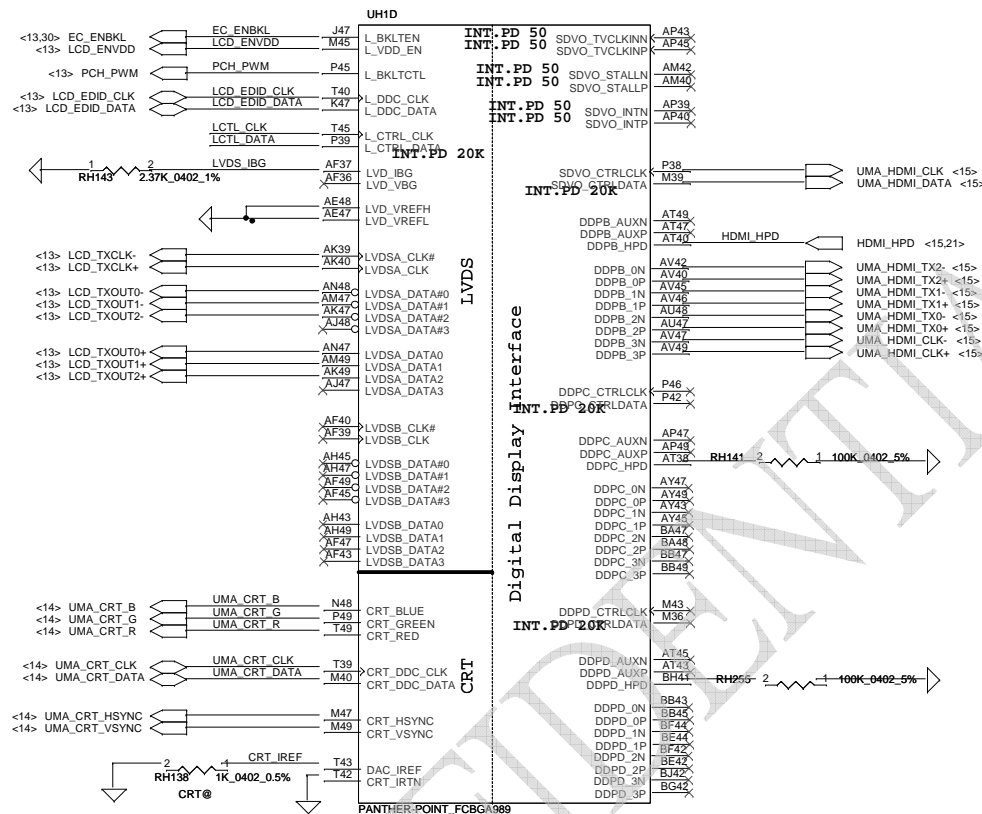 UH1D
<13,30> EC_ENBKL EC_ENBKL J47 L_BKLTEN
<13> LCD_ENVDD LCD_ENVDD M45 L_VDD_EN
<13> PCH_PWM PCH_PWM P45 L_BKLTCTL
<13> LCD_EDID_CLK LCD_EDID_CLK T40 L_DDC_CLK
<13> LCD_EDID_DATA LCD_EDID_DATA K47 L_DDC_DATA
LCTL_CLK T45 L_CTRL_CLK
LCTL_DATA P39 L_CTRL_DATA
INT.PD 20K
1 2 LVDS_IBG AF37 LVD_IBG
RH143 2.37K_0402_1% AF36 LVD_VBG
AE48 LVD_VREFH
AE47 LVD_VREFL
<13> LCD_TXCLK- AK39 LVDSA_CLK#
<13> LCD_TXCLK+ AK40 LVDSA_CLK
<13> LCD_TXOUT0- AN48 LVDSA_DATA#0
<13> LCD_TXOUT1- AM47 LVDSA_DATA#1
<13> LCD_TXOUT2- AK47 LVDSA_DATA#2
AJ48 LVDSA_DATA#3
<13> LCD_TXOUT0+ AN47 LVDSA_DATA0
<13> LCD_TXOUT1+ AM49 LVDSA_DATA1
<13> LCD_TXOUT2+ AK49 LVDSA_DATA2
AJ47 LVDSA_DATA3
AF40 LVDSB_CLK#
AF39 LVDSB_CLK
AH45 LVDSB_DATA#0
AH47 LVDSB_DATA#1
AF49 LVDSB_DATA#2
AF45 LVDSB_DATA#3
AH43 LVDSB_DATA0
AH49 LVDSB_DATA1
AF47 LVDSB_DATA2
AF43 LVDSB_DATA3
LVDS
<14> UMA_CRT_B UMA_CRT_B N48 CRT_BLUE
<14> UMA_CRT_G UMA_CRT_G P49 CRT_GREEN
<14> UMA_CRT_R UMA_CRT_R T49 CRT_RED
<14> UMA_CRT_CLK UMA_CRT_CLK T39 CRT_DDC_CLK
<14> UMA_CRT_DATA UMA_CRT_DATA M40 CRT_DDC_DATA
<14> UMA_CRT_HSYNC M47 CRT_HSYNC
<14> UMA_CRT_VSYNC M49 CRT_VSYNC
2 1 CRT_IREF T43 DAC_IREF
RH138 1K_0402_0.5% T42 CRT_IRTN
CRT@
CRT
Digital Display Interface
INT.PD 50 SDVO_TVCLKINN AP43
INT.PD 50 SDVO_TVCLKINP AP45
INT.PD 50 SDVO_STALLN AM42
INT.PD 50 SDVO_STALLP AM40
INT.PD 50 SDVO_INTN AP39
INT.PD 50 SDVO_INTP AP40
SDVO_CTRLCLK P38 UMA_HDMI_CLK <15>
SDVO_CTRLDATA M39 UMA_HDMI_DATA <15>
INT.PD 20K
DDPB_AUXN AT49
DDPB_AUXP AT47
DDPB_HPD AT40 HDMI_HPD HDMI_HPD <15,21>
DDPB_0N AV42 UMA_HDMI_TX2- <15>
DDPB_0P AV40 UMA_HDMI_TX2+ <15>
DDPB_1N AV45 UMA_HDMI_TX1- <15>
DDPB_1P AV46 UMA_HDMI_TX1+ <15>
DDPB_2N AU48 UMA_HDMI_TX0- <15>
DDPB_2P AU47 UMA_HDMI_TX0+ <15>
DDPB_3N AV47 UMA_HDMI_CLK- <15>
DDPB_3P AV49 UMA_HDMI_CLK+ <15>
DDPC_CTRLCLK P46
DDPC_CTRLDATA P42
INT.PD 20K
DDPC_AUXN AP47
DDPC_AUXP AP49
DDPC_HPD AT38 RH141 2 1 100K_0402_5%
DDPC_0N AY47
DDPC_0P AY49
DDPC_1N AY43
DDPC_1P AY45
DDPC_2N BA47
DDPC_2P BA48
DDPC_3N BB47
DDPC_3P BB49
DDPD_CTRLCLK M43
DDPD_CTRLDATA M36
INT.PD 20K
DDPD_AUXN AT45
DDPD_AUXP AT43
DDPD_HPD BH41 RH255 2 1 100K_0402_5%
DDPD_0N BB43
DDPD_0P BB45
DDPD_1N BF44
DDPD_1P BE44
DDPD_2N BF42
DDPD_2P BE42
DDPD_3N BJ42
DDPD_3P BG42
PANTHER-POINT_FCBGA989
FIDENTIA